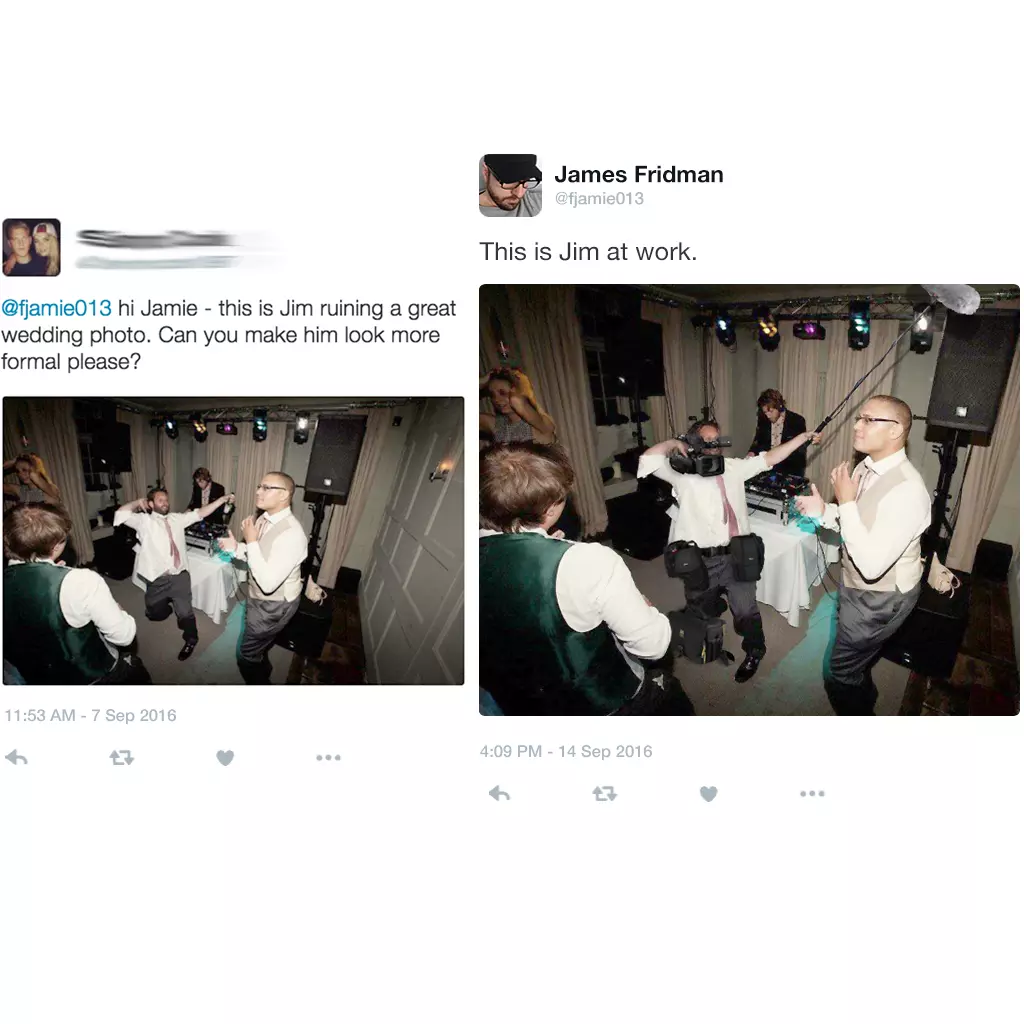 @fjamie013 hi Jamie - this is Jim ruining a great
wedding photo. Can you make him look more
formal please?
11:53 AM - 7 Sep 2016
James Fridman
@fjamie013
This is Jim at work.
4:09 PM - 14 Sep 2016